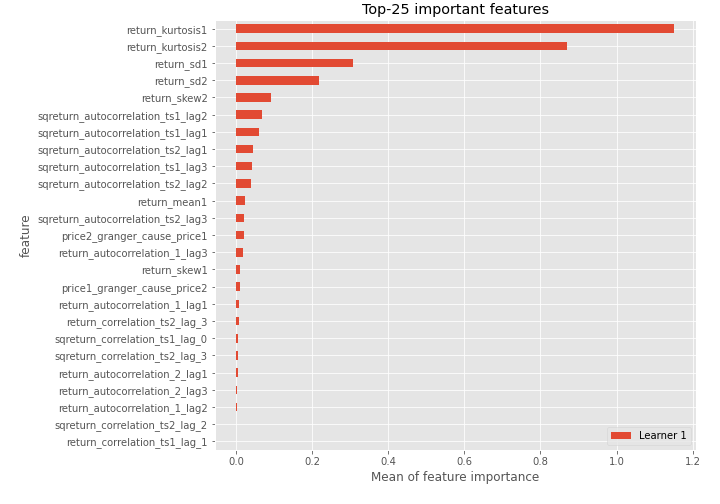 Top-25 important features
return_kurtosis1
return_kurtosis2
return_sd1
return_sd2
return_skew2
sqreturn_autocorrelation_ts1_lag2
sqreturn_autocorrelation_ts1_lag1
sqreturn_autocorrelation_ts2_lag1
sqreturn_autocorrelation_ts1_lag3
sqreturn_autocorrelation_ts2_lag2
return_mean1
sqreturn_autocorrelation_ts2_lag3
price2_granger_cause_price1
return_autocorrelation_1_lag3
return_skew1
price1_granger_cause_price2
return_autocorrelation_1_lag1
return_correlation_ts2_lag_3
sqreturn_correlation_ts1_lag_0
sqreturn_correlation_ts2_lag_3
return_autocorrelation_2_lag1
return_autocorrelation_2_lag3
return_autocorrelation_1_lag2
sqreturn_correlation_ts2_lag_2
return_correlation_ts1_lag_1
feature
Learner 1
0.0 0.2 0.4 0.6 0.8 1.0 1.2
Mean of feature importance